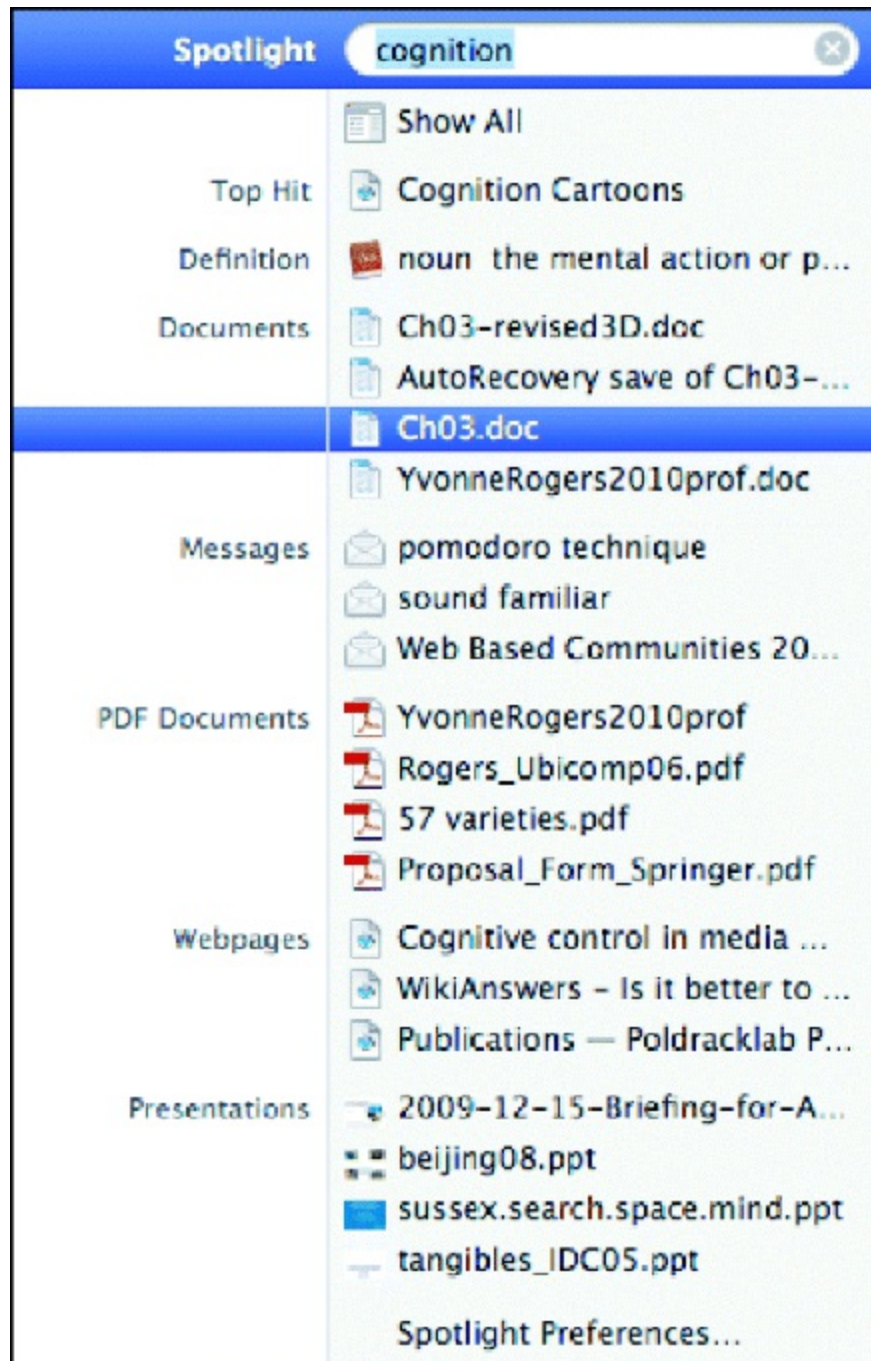 Spotlight cognition
Show All
Top Hit Cognition Cartoons
Definition noun the mental action or p...
Documents Ch03-revised3D.doc
AutoRecovery save of Ch03-...
Ch03.doc
YvonneRogers2010prof.doc
Messages pomodoro technique
sound familiar
Web Based Communities 20...
PDF Documents YvonneRogers2010prof
Rogers_Ubicomp06.pdf
57 varieties.pdf
Proposal_Form_Springer.pdf
Webpages Cognitive control in media ...
WikiAnswers – Is it better to ...
Publications — Poldracklab P...
Presentations 2009-12-15-Briefing-for-A...
beijing08.ppt
sussex.search.space.mind.ppt
tangibles_IDC05.ppt
Spotlight Preferences...